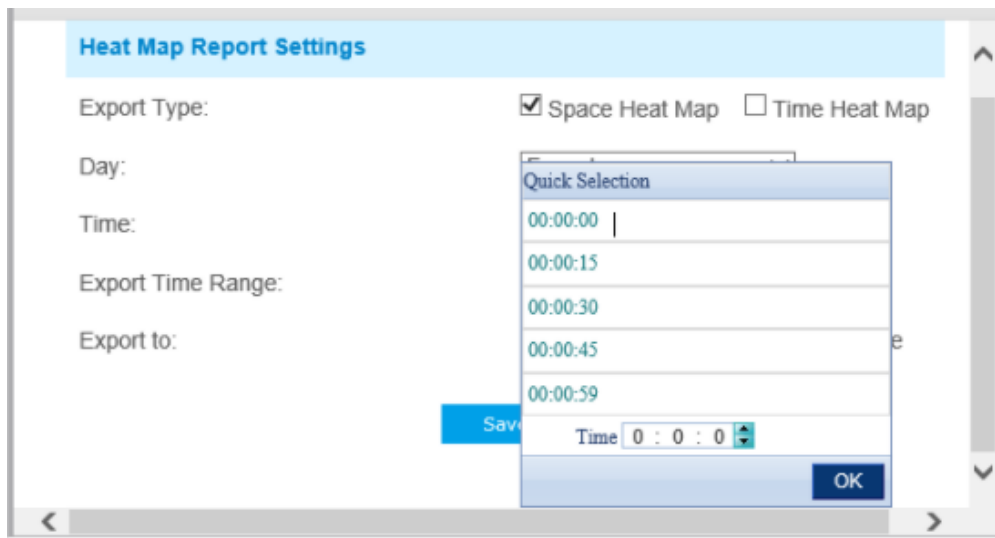 Heat Map Report Settings
Export Type: Space Heat Map Time Heat Map
Day:
Quick Selection
Time: 00:00:00
00:00:15
Export Time Range:
00:00:30
Export to: 00:00:45
00:00:59
Save
Time 0 : 0 : 0
OK